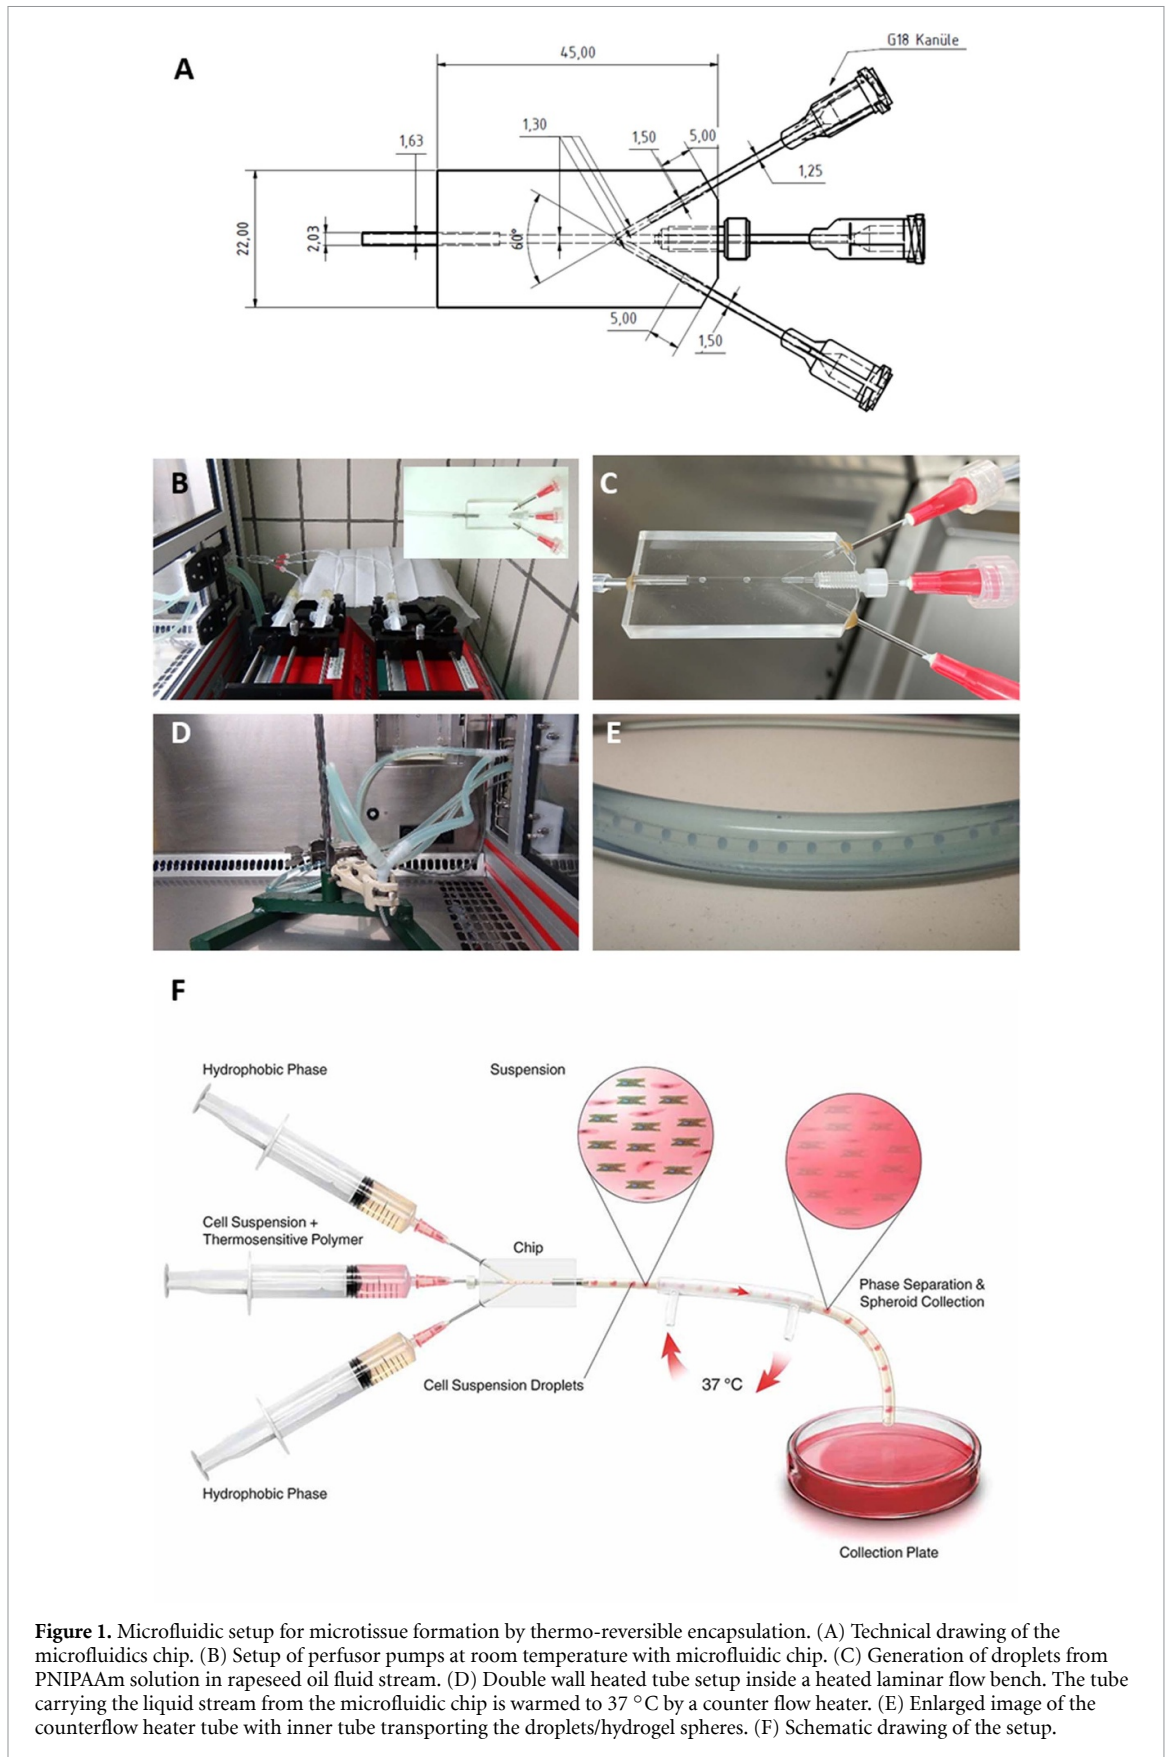 A
45,00
G18 Kanüle
1,63
1,30
1,50
5,00
1,25
22,00
2,03
60°
5,00
1,50
B
C
D
E
F
Hydrophobic Phase
Suspension
Cell Suspension +
Thermosensitive Polymer
Chip
Phase Separation &
Spheroid Collection
Cell Suspension Droplets
37 °C
Hydrophobic Phase
Collection Plate
Figure 1. Microfluidic setup for microtissue formation by thermo-reversible encapsulation. (A) Technical drawing of the
microfluidics chip. (B) Setup of perfusor pumps at room temperature with microfluidic chip. (C) Generation of droplets from
PNIPAAm solution in rapeseed oil fluid stream. (D) Double wall heated tube setup inside a heated laminar flow bench. The tube
carrying the liquid stream from the microfluidic chip is warmed to 37 °C by a counter flow heater. (E) Enlarged image of the
counterflow heater tube with inner tube transporting the droplets/hydrogel spheres. (F) Schematic drawing of the setup.